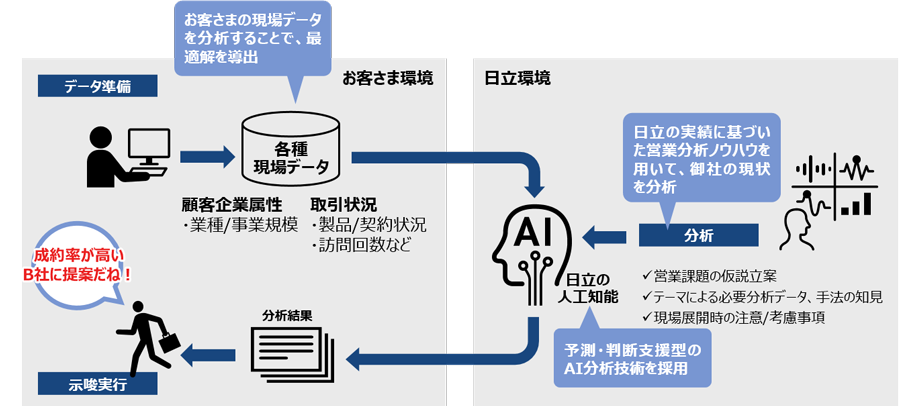 お客さまの現場データ
を分析することで、最
適解を導出
データ準備
お客さま環境
各種
現場データ
顧客企業属性
・業種/事業規模
取引状況
・製品/契約状況
・訪問回数など
日立環境
日立の実績に基づい
た営業分析ノウハウを
用いて、御社の現状
を分析
分析
✓営業課題の仮説立案
✓テーマによる必要分析データ、手法の知見
✓現場展開時の注意/考慮事項
AI
日立の
人工知能
予測・判断支援型の
AI分析技術を採用
分析結果
成約率が高い
B社に提案だね！
示唆実行